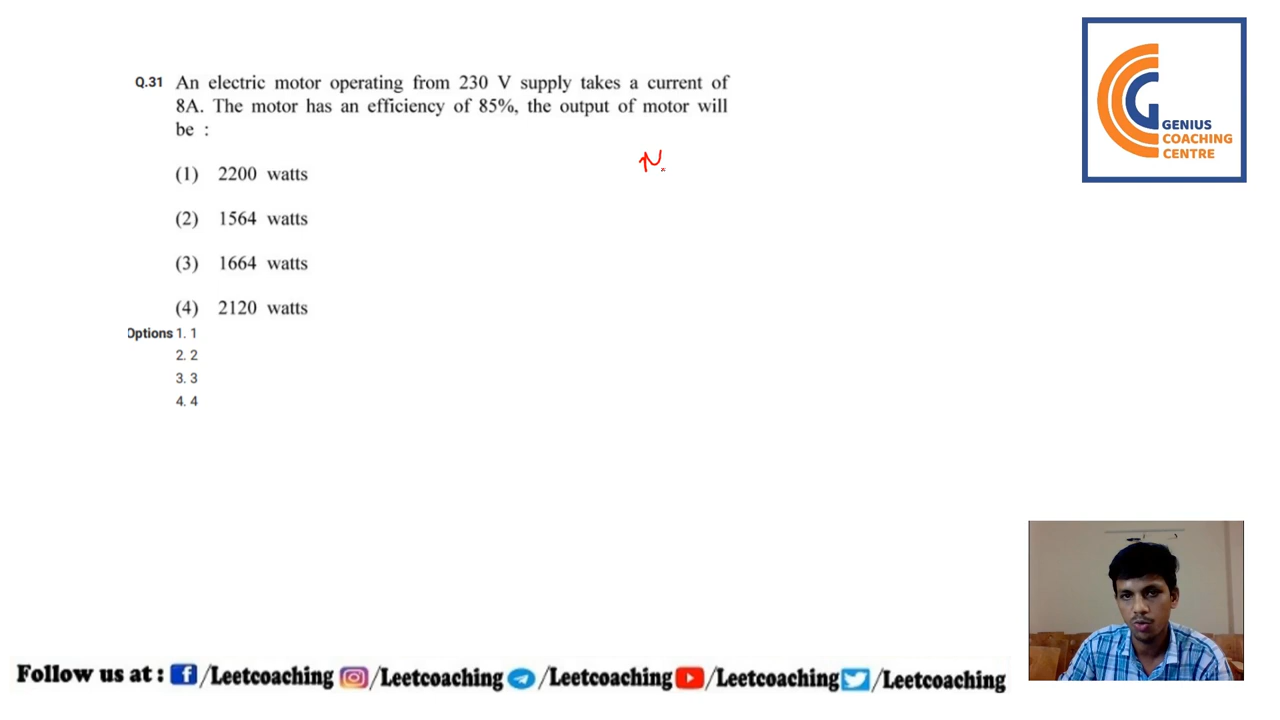 Q.31 An electric motor operating from 230 V supply takes a current of
8A. The motor has an efficiency of 85%, the output of motor will
be :
(1) 2200 watts
(2) 1564 watts
(3) 1664 watts
(4) 2120 watts
Options 1. 1
2. 2
3. 3
4. 4
GENIUS
COACHING
CENTRE
Follow us at : /Leetcoaching /Leetcoaching /Leetcoaching /Leetcoaching /Leetcoaching